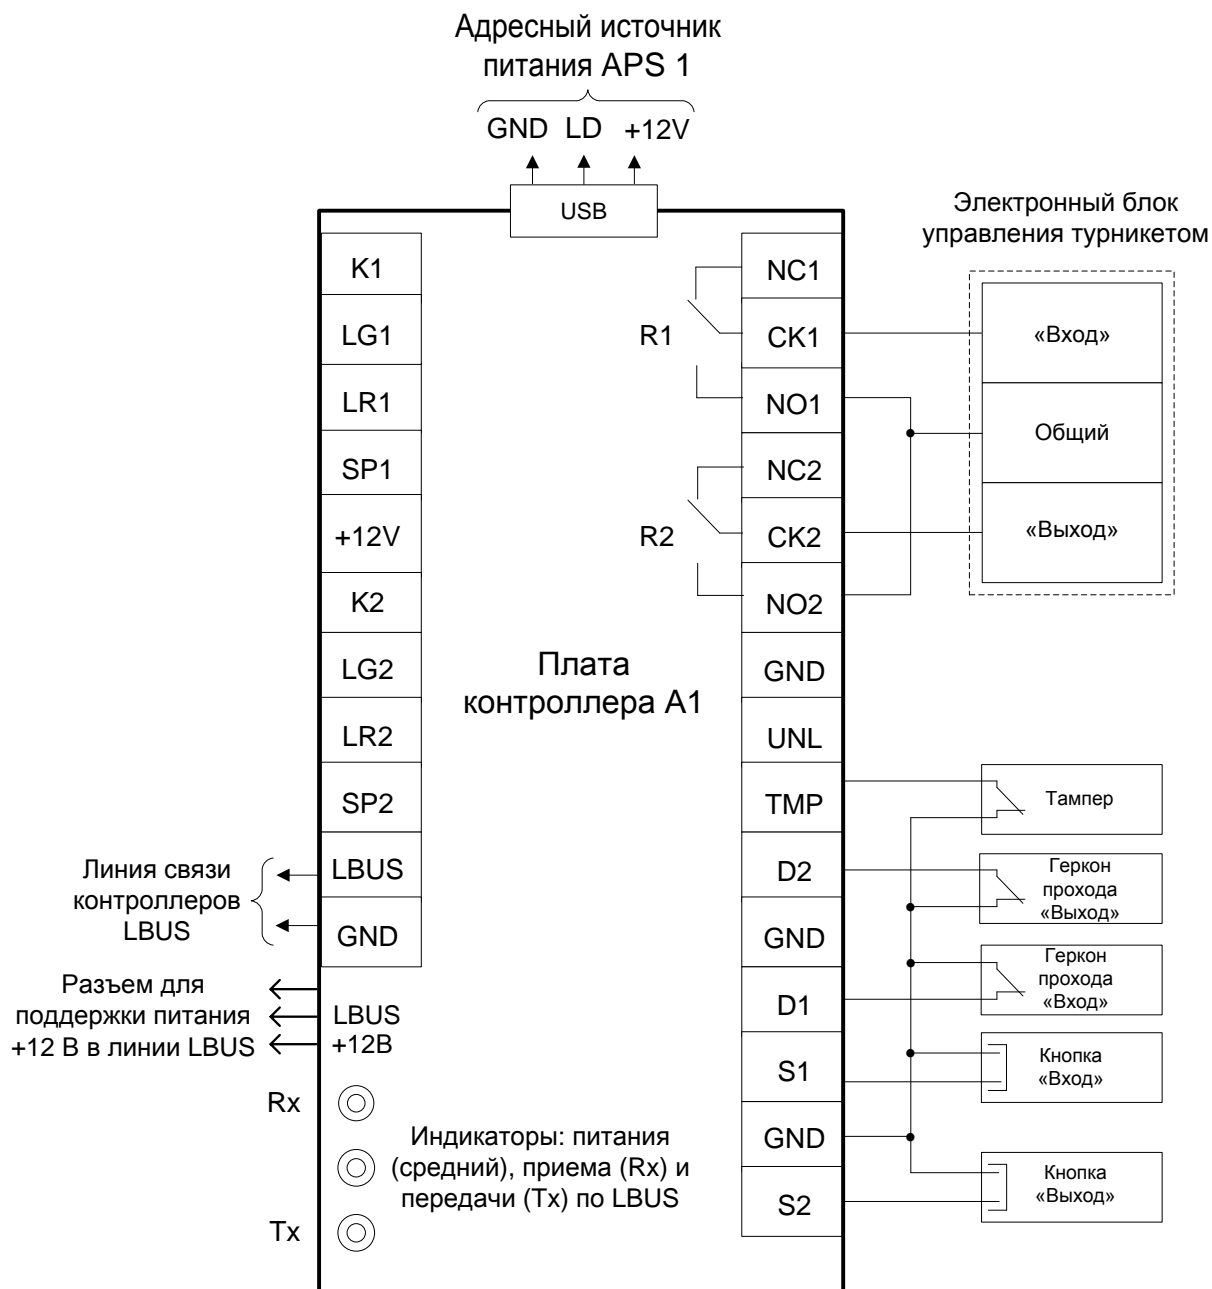 Адресный источник
питания APS 1
GND LD +12V
USB
K1
LG1
LR1
SP1
+12V
K2
LG2
LR2
SP2
LBUS
GND
LBUS
+12В
Линия связи
контроллеров
LBUS
Разъем для
поддержки питания
+12 В в линии LBUS
Rx
Tx
Индикаторы: питания
(средний), приема (Rx) и
передачи (Tx) по LBUS
Плата
контроллера А1
R1
R2
NC1
CK1
NO1
NC2
CK2
NO2
GND
UNL
TMP
D2
GND
D1
S1
GND
S2
Электронный блок
управления турникетом
«Вход»
Общий
«Выход»
Тампер
Геркон
прохода
«Выход»
Геркон
прохода
«Вход»
Кнопка
«Вход»
Кнопка
«Выход»